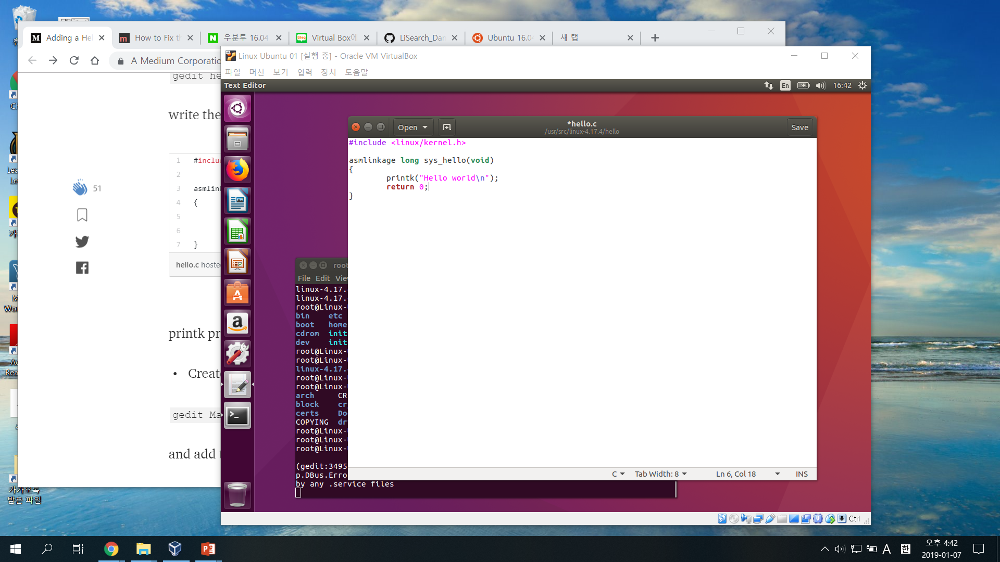 Adding a He
How to Fix t
우분투 16.04
Virtual Box에
LiSearch_Dan
Ubuntu 16.04
새 탭
A Medium Corporatio
gedit he
write the
1 #inclu
2
3 asmlink
4 {
5
6
7 }
hello.c hoste
51
printk pr
• Create
gedit Ma
and add t
Linux Ubuntu 01 [실행 중] - Oracle VM VirtualBox
파일 머신 보기 입력 장치 도움말
Text Editor
En
16:42
Open
*hello.c
/usr/src/linux-4.17.4/hello
Save
#include <linux/kernel.h>
asmlinkage long sys_hello(void)
{
printk("Hello world\n");
return 0;
}
C Tab Width: 8 Ln 6, Col 18 INS
root
File Edit View
linux-4.17.
linux-4.17.
root@Linux-
bin etc
boot home
cdrom init
dev init
root@Linux-
root@Linux-
linux-4.17.
root@Linux-
root@Linux-
arch CR
block cr
certs Do
COPYING dr
root@Linux-
root@Linux-
root@Linux-
(gedit:3495
p.DBus.Erro
by any .service files
Ctrl
카카오톡
받은 파일
A
한
오후 4:42
2019-01-07